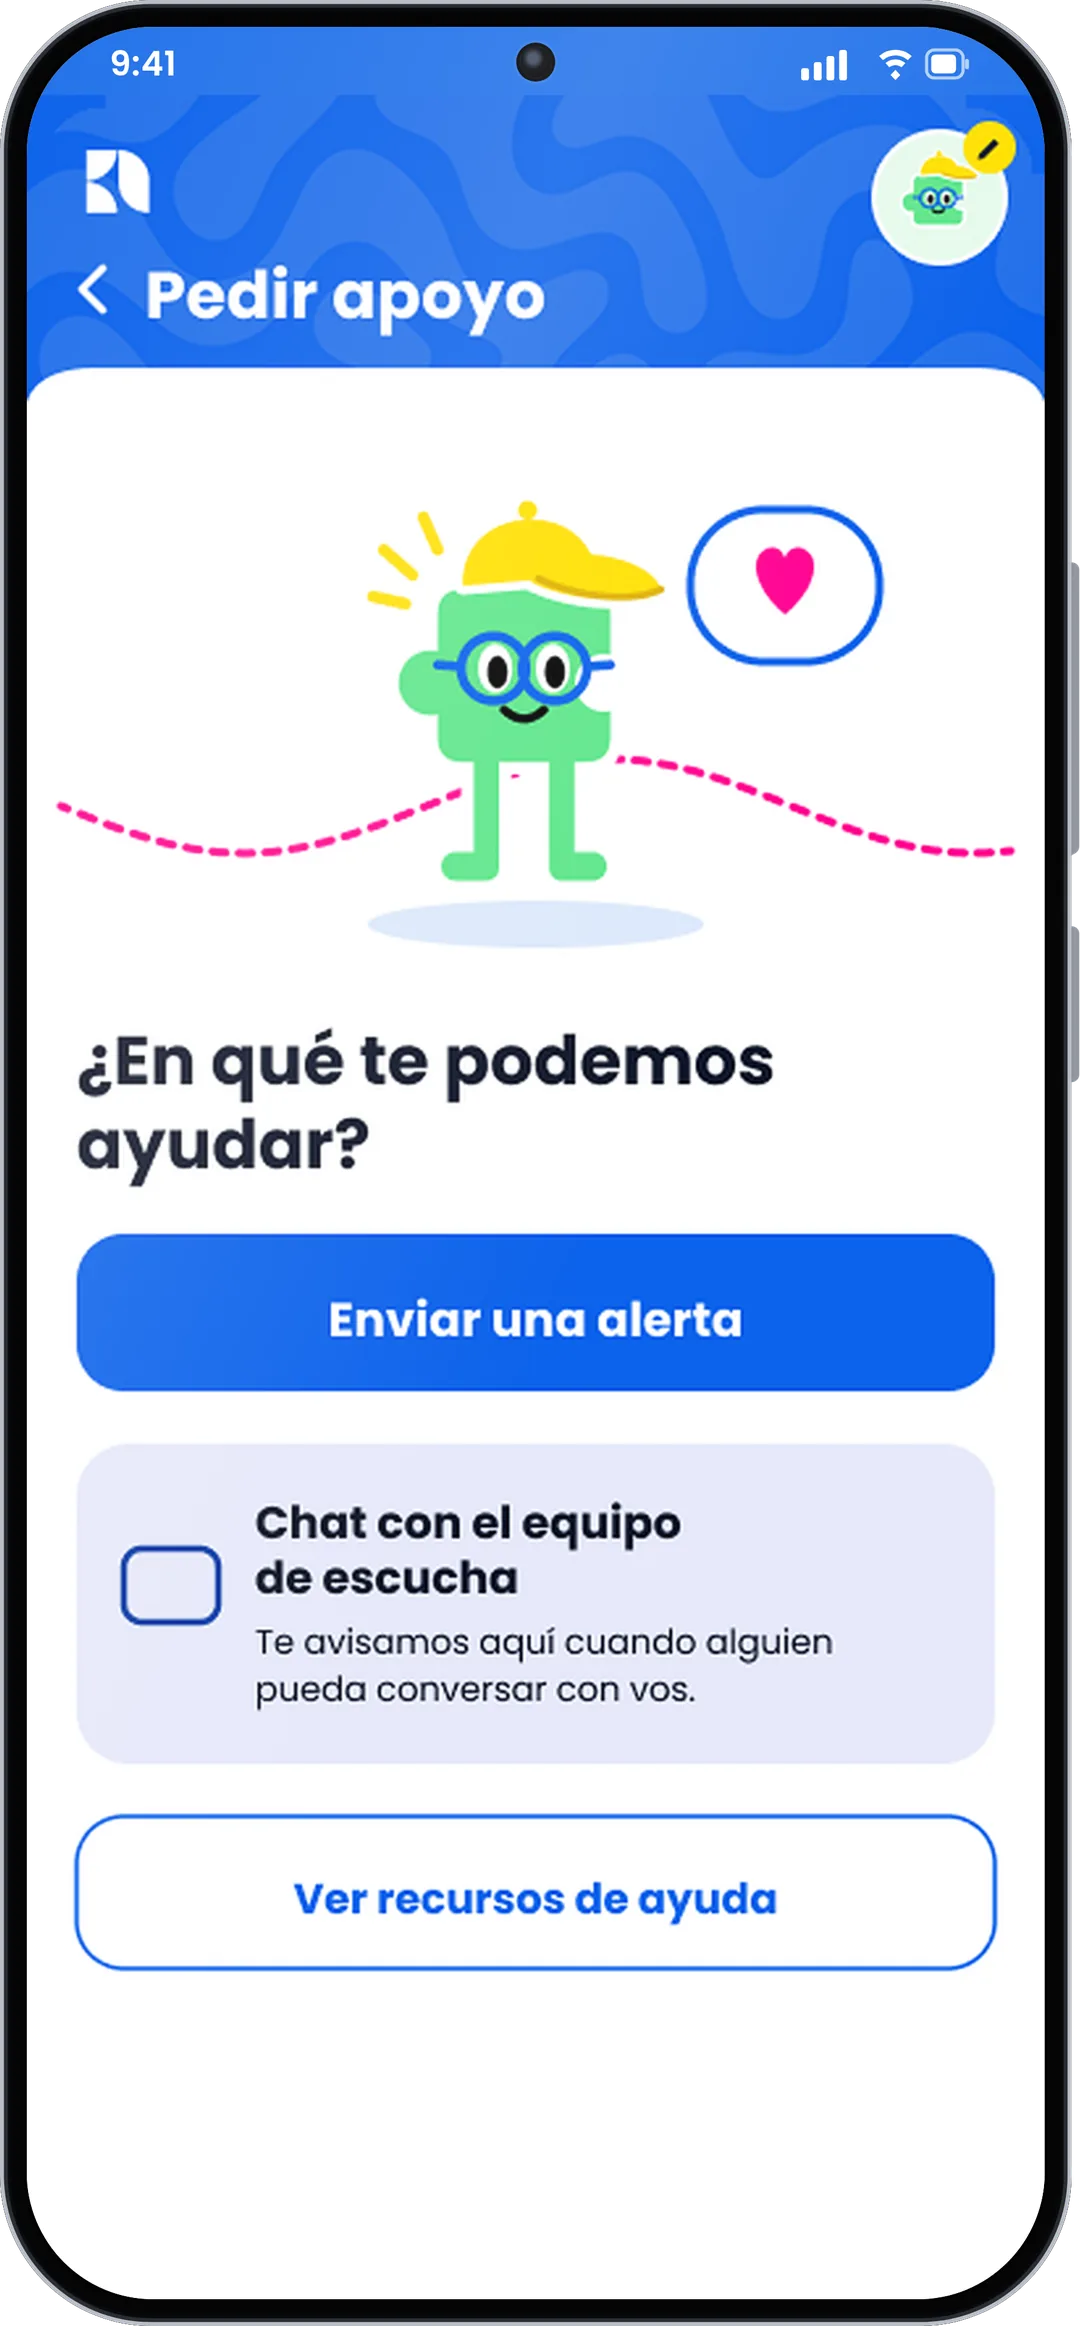 9:41
Pedir apoyo
¿En qué te podemos
ayudar?
Enviar una alerta
Chat con el equipo
de escucha
Te avisamos aquí cuando alguien
pueda conversar con vos.
Ver recursos de ayuda